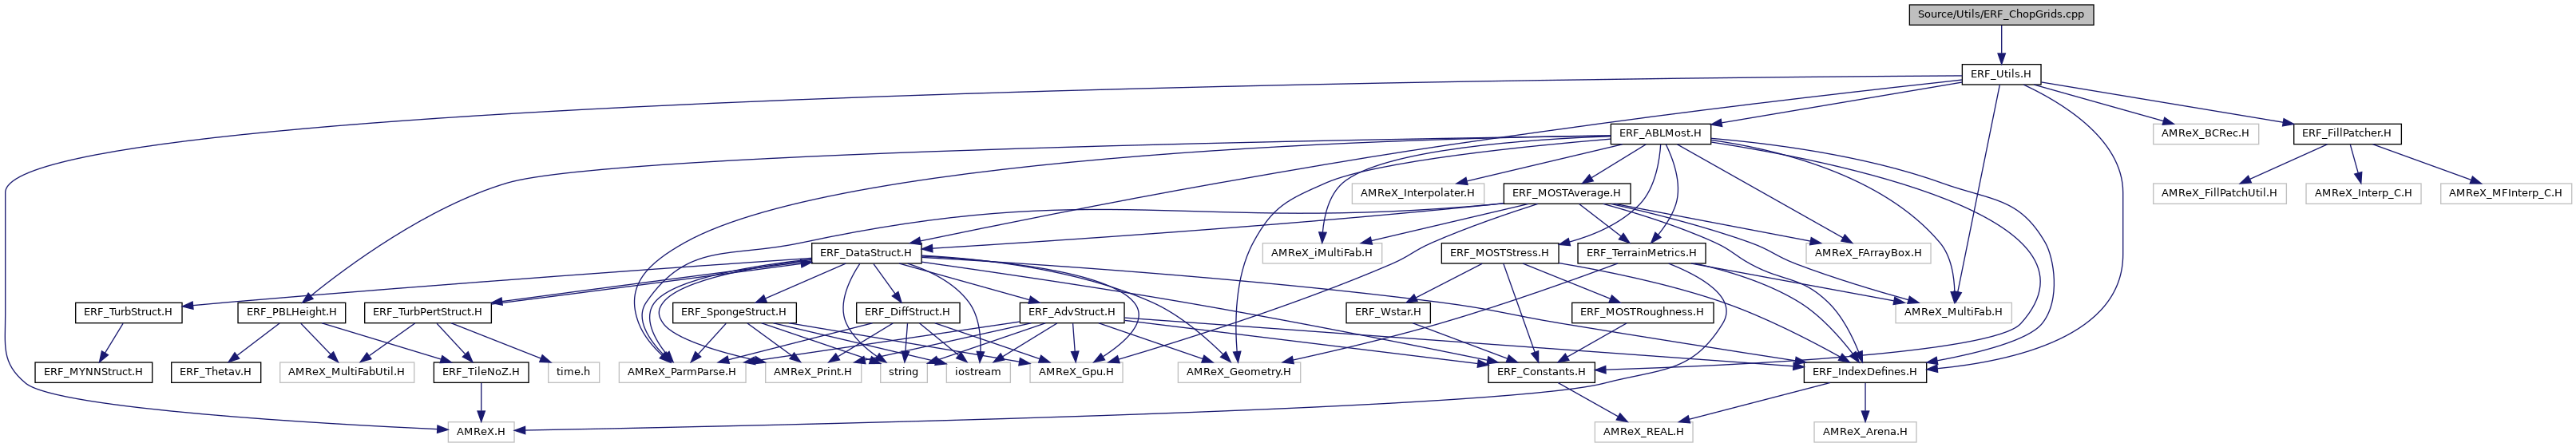 Source/Utils/ERF_ChopGrids.cpp
ERF_Utils.H
ERF_ABLMost.H
AMReX_BCRec.H
ERF_FillPatcher.H
AMReX_Interpolater.H
ERF_MOSTAverage.H
AMReX_FillPatchUtil.H
AMReX_Interp_C.H
AMReX_MFInterp_C.H
ERF_DataStruct.H
AMReX_iMultiFab.H
ERF_MOSTStress.H
ERF_TerrainMetrics.H
AMReX_FArrayBox.H
ERF_TurbStruct.H
ERF_PBLHeight.H
ERF_TurbPertStruct.H
ERF_SpongeStruct.H
ERF_DiffStruct.H
ERF_AdvStruct.H
ERF_Wstar.H
ERF_MOSTRoughness.H
AMReX_MultiFab.H
ERF_MYNNStruct.H
ERF_Thetav.H
AMReX_MultiFabUtil.H
ERF_TileNoZ.H
time.h
AMReX_ParmParse.H
AMReX_Print.H
string
iostream
AMReX_Gpu.H
AMReX_Geometry.H
ERF_Constants.H
ERF_IndexDefines.H
AMReX.H
AMReX_REAL.H
AMReX_Arena.H